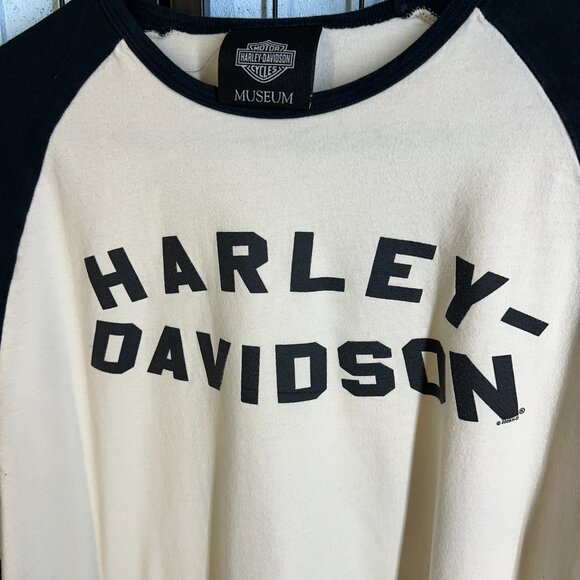 MOTOR
HARLEY-DAVIDSON
CYCLES
MUSEUM
HARLEY-
DAVIDSON
®